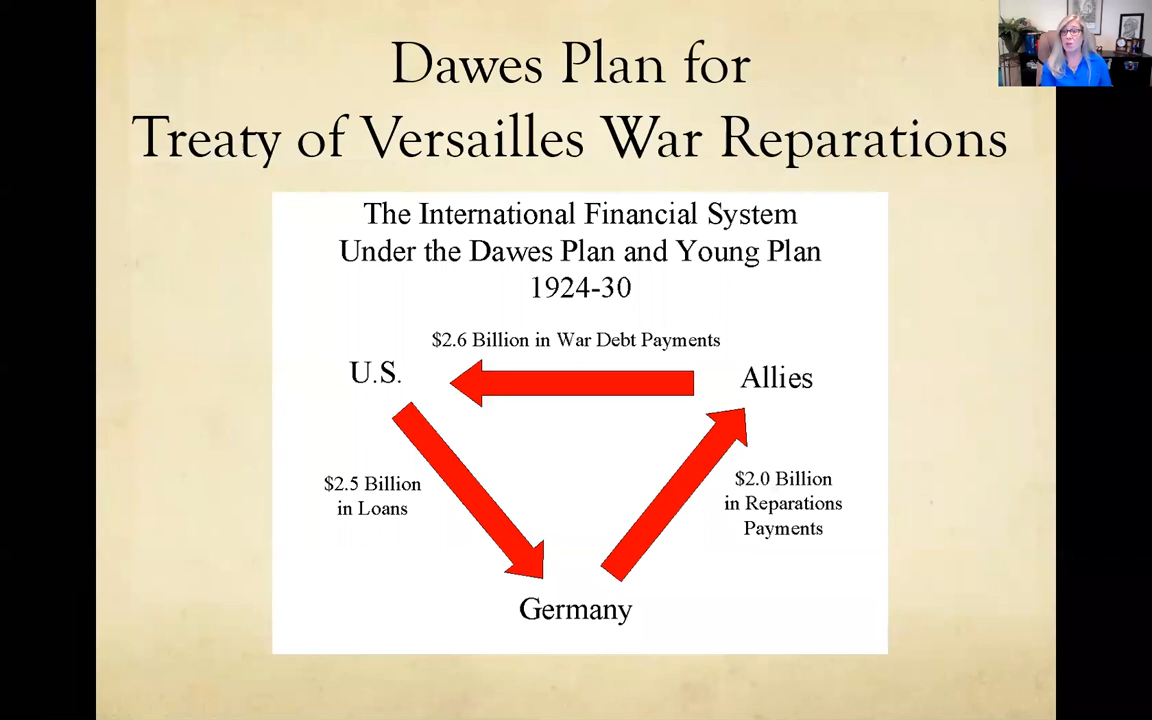 Dawes Plan for
Treaty of Versailles War Reparations
The International Financial System
Under the Dawes Plan and Young Plan
1924-30
$2.6 Billion in War Debt Payments
U.S.
Allies
$2.5 Billion
in Loans
$2.0 Billion
in Reparations
Payments
Germany